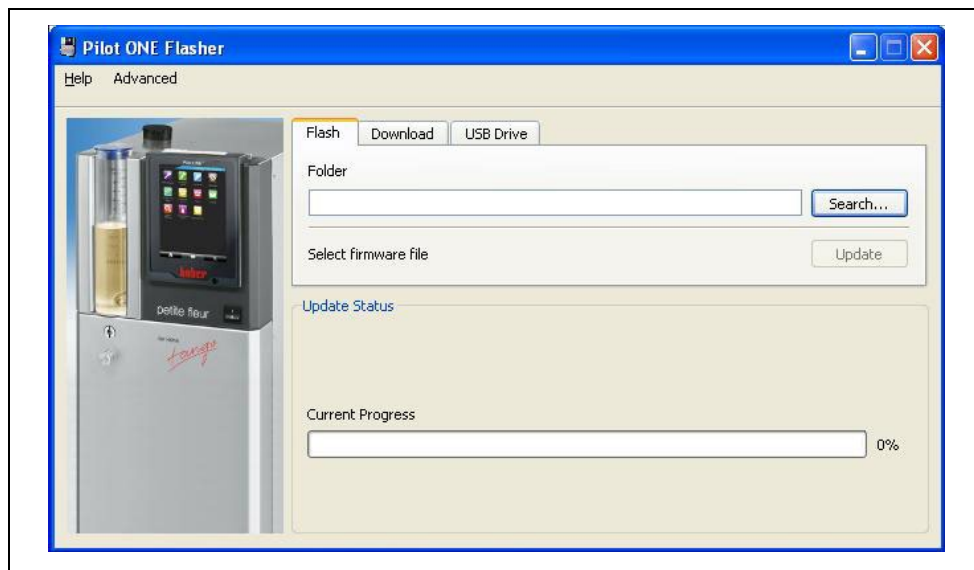 Pilot ONE Flasher
Help Advanced
Flash Download USB Drive
Folder
Search...
Select firmware file Update
huber
petite fleur
tango
Update Status
Current Progress
0%